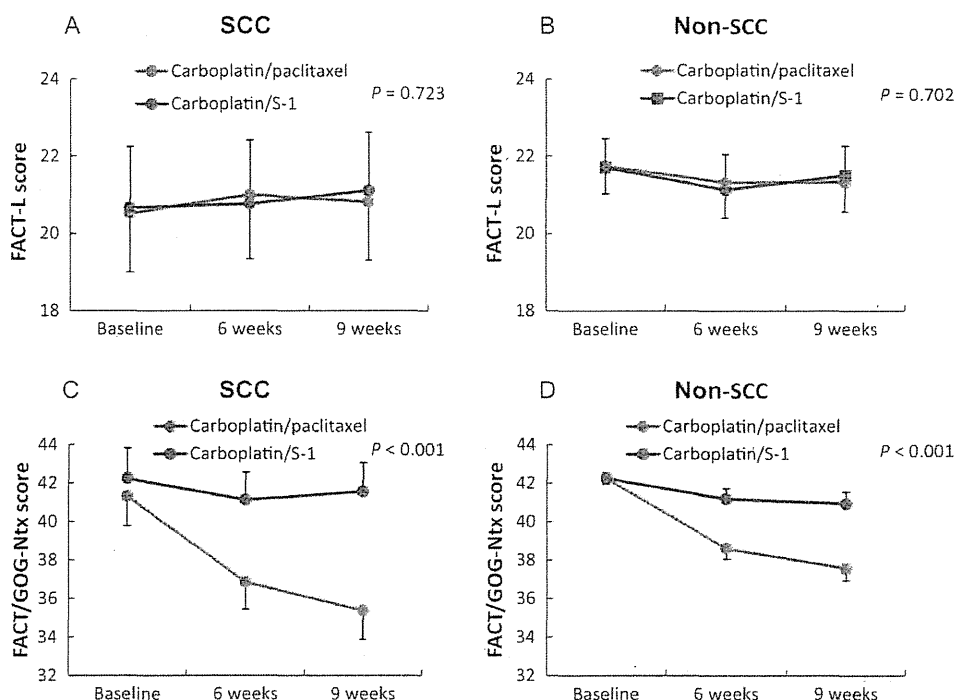 A SCC
Carboplatin/paclitaxel
Carboplatin/S-1
P = 0.723
FACT-L score
24
22
20
18
Baseline 6 weeks 9 weeks
B Non-SCC
Carboplatin/paclitaxel
Carboplatin/S-1
P = 0.702
FACT-L score
24
22
20
18
Baseline 6 weeks 9 weeks
C SCC
Carboplatin/paclitaxel
Carboplatin/S-1
P < 0.001
FACT/GOG-Ntx score
44
42
40
38
36
34
32
Baseline 6 weeks 9 weeks
D Non-SCC
Carboplatin/paclitaxel
Carboplatin/S-1
P < 0.001
FACT/GOG-Ntx score
44
42
40
38
36
34
32
Baseline 6 weeks 9 weeks